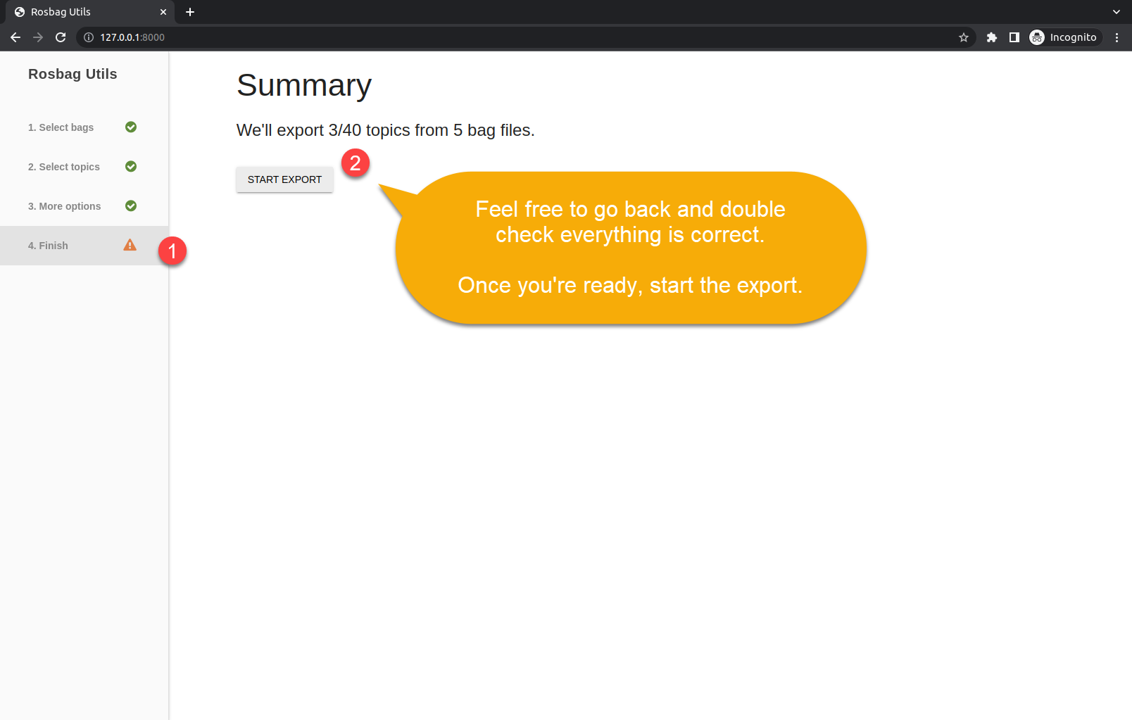 Rosbag Utils
127.0.0.1:8000
Incognito
Rosbag Utils
1. Select bags
2. Select topics
3. More options
4. Finish
1
Summary
We'll export 3/40 topics from 5 bag files.
START EXPORT
2
Feel free to go back and double
check everything is correct.
Once you're ready, start the export.